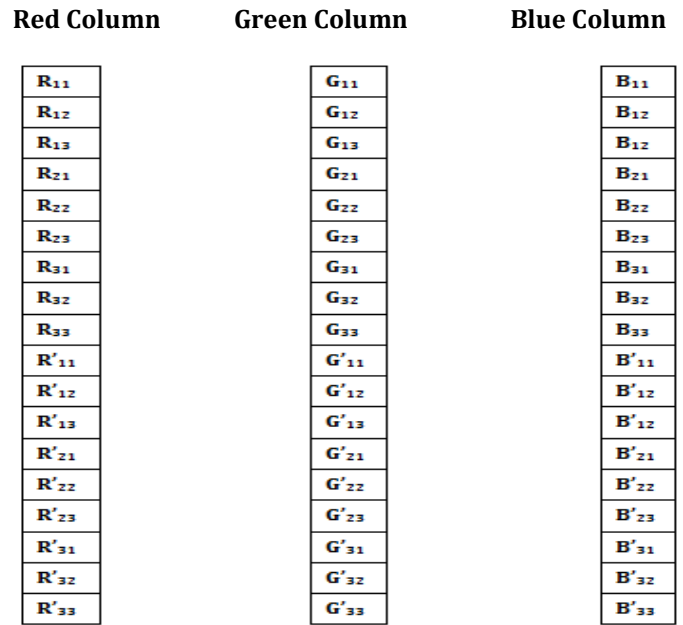 Red Column Green Column Blue Column
R₁₁ G₁₁ B₁₁
R₁₂ G₁₂ B₁₂
R₁₃ G₁₃ B₁₂
R₂₁ G₂₁ B₂₁
R₂₂ G₂₂ B₂₂
R₂₃ G₂₃ B₂₃
R₃₁ G₃₁ B₃₁
R₃₂ G₃₂ B₃₂
R₃₃ G₃₃ B₃₃
R’₁₁ G’₁₁ B’₁₁
R’₁₂ G’₁₂ B’₁₂
R’₁₃ G’₁₃ B’₁₂
R’₂₁ G’₂₁ B’₂₁
R’₂₂ G’₂₂ B’₂₂
R’₂₃ G’₂₃ B’₂₃
R’₃₁ G’₃₁ B’₃₁
R’₃₂ G’₃₂ B’₃₂
R’₃₃ G’₃₃ B’₃₃